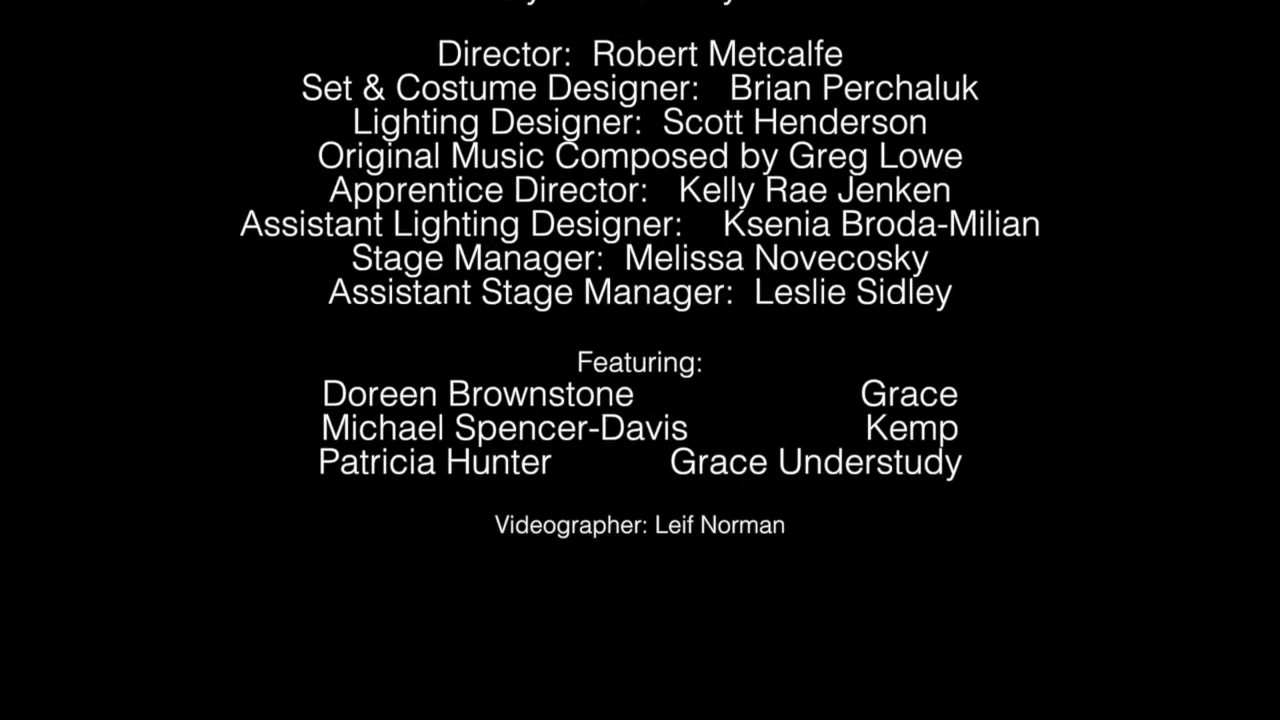 Director: Robert Metcalfe
Set & Costume Designer: Brian Perchaluk
Lighting Designer: Scott Henderson
Original Music Composed by Greg Lowe
Apprentice Director: Kelly Rae Jenken
Assistant Lighting Designer: Ksenia Broda-Milian
Stage Manager: Melissa Novecosky
Assistant Stage Manager: Leslie Sidley
Featuring:
Doreen Brownstone Grace
Michael Spencer-Davis Kemp
Patricia Hunter Grace Understudy
Videographer: Leif Norman